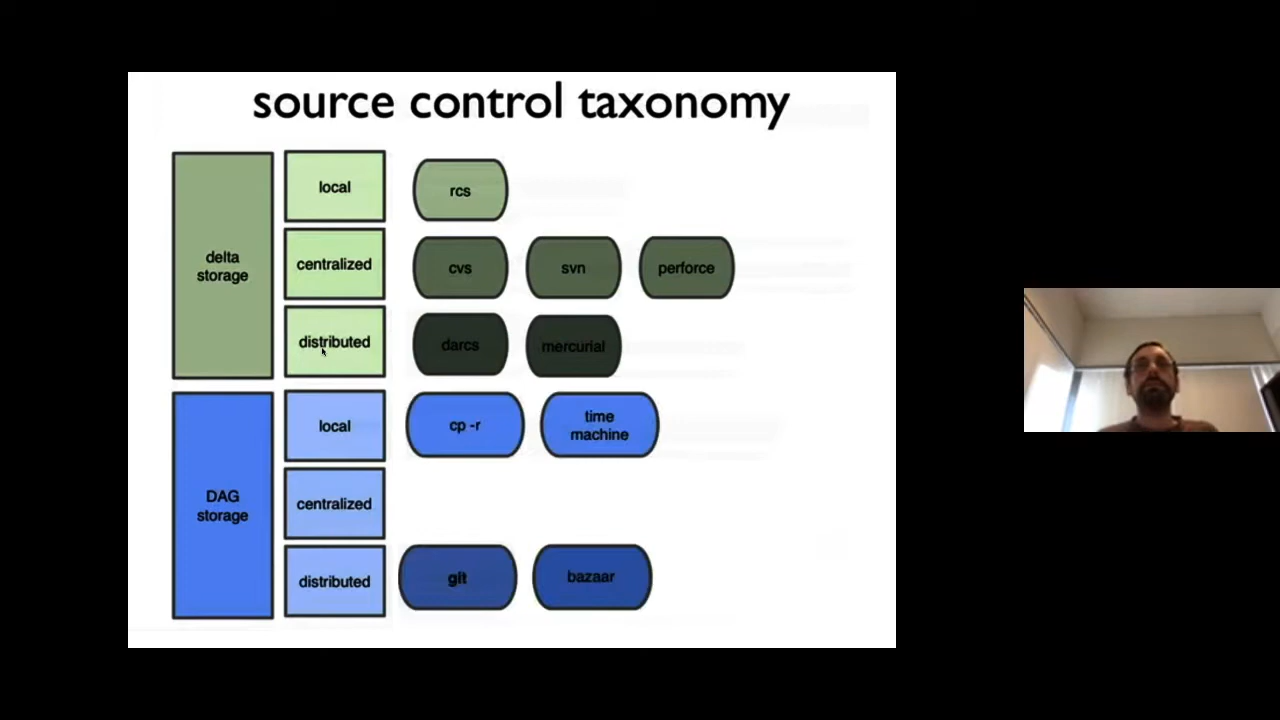 source control taxonomy
delta
storage
local
rcs
centralized
cvs
svn
perforce
distributed
darcs
mercurial
DAG
storage
local
cp -r
time
machine
centralized
distributed
git
bazaar